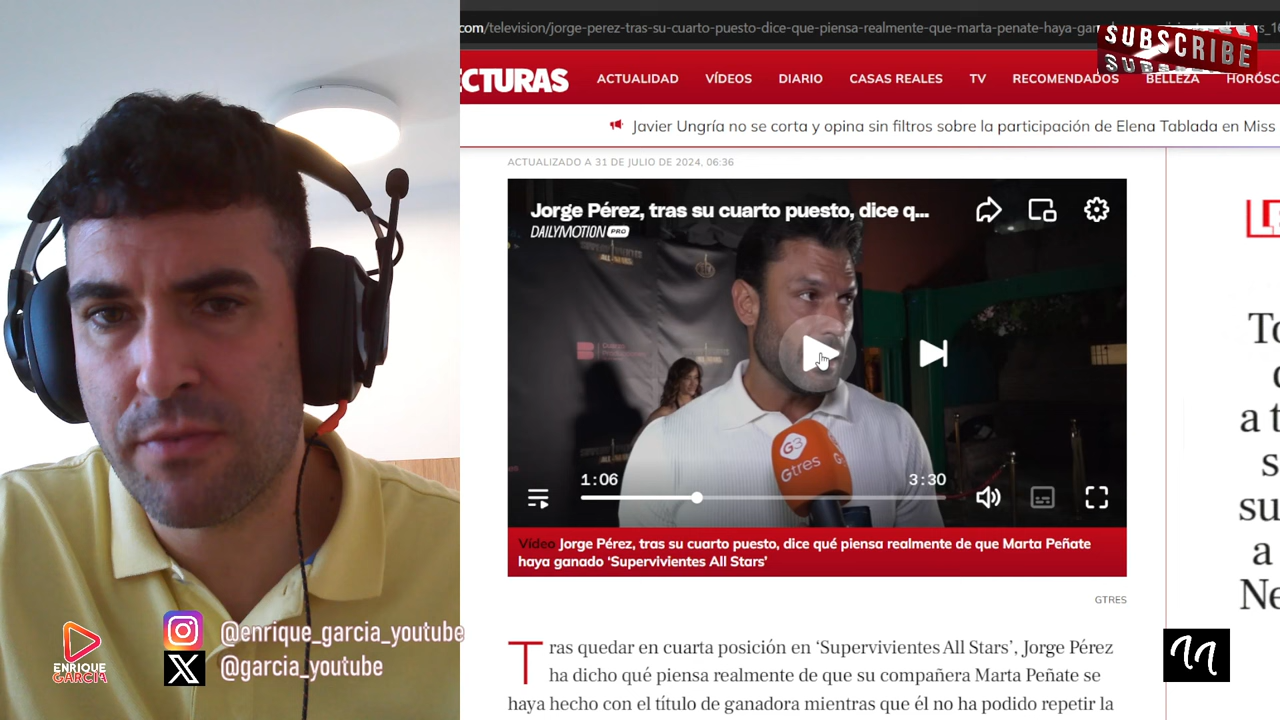 com/television/jorge-perez-tras-su-cuarto-puesto-dice-que-piensa-realmente-que-marta-penate-haya-gan
SUBSCRIBE
ECTURAS
ACTUALIDAD
VÍDEOS
DIARIO
CASAS REALES
TV
RECOMENDADOS
BELLEZA
HORÓSC
Javier Ungría no se corta y opina sin filtros sobre la participación de Elena Tablada en Miss
ACTUALIZADO A 31 DE JULIO DE 2024, 06:36
Jorge Pérez, tras su cuarto puesto, dice q...
DAILYMOTION PRO
G3
Gtres
1:06
3:30
Vídeo Jorge Pérez, tras su cuarto puesto, dice qué piensa realmente de que Marta Peñate
haya ganado ‘Supervivientes All Stars’
GTRES
Tras quedar en cuarta posición en ‘Supervivientes All Stars’, Jorge Pérez
ha dicho qué piensa realmente de que su compañera Marta Peñate se
haya hecho con el título de ganadora mientras que él no ha podido repetir la
To
a t
s
su
a
Ne
ENRIQUE
GARCIA
@enrique_garcia_youtube
@garcia_youtube